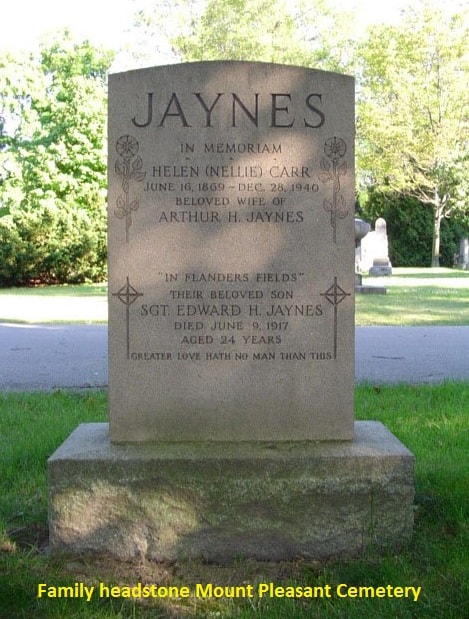 JAYNES
IN MEMORIAM
HELEN (NELLIE) CARR
JUNE 16, 1869 - DEC. 28, 1940
BELOVED WIFE OF
ARTHUR H. JAYNES
"IN FLANDERS FIELDS"
THEIR BELOVED SON
SGT. EDWARD H. JAYNES
DIED JUNE 9, 1917
AGED 24 YEARS
GREATER LOVE HATH NO MAN THAN THIS
Family headstone Mount Pleasant Cemetery